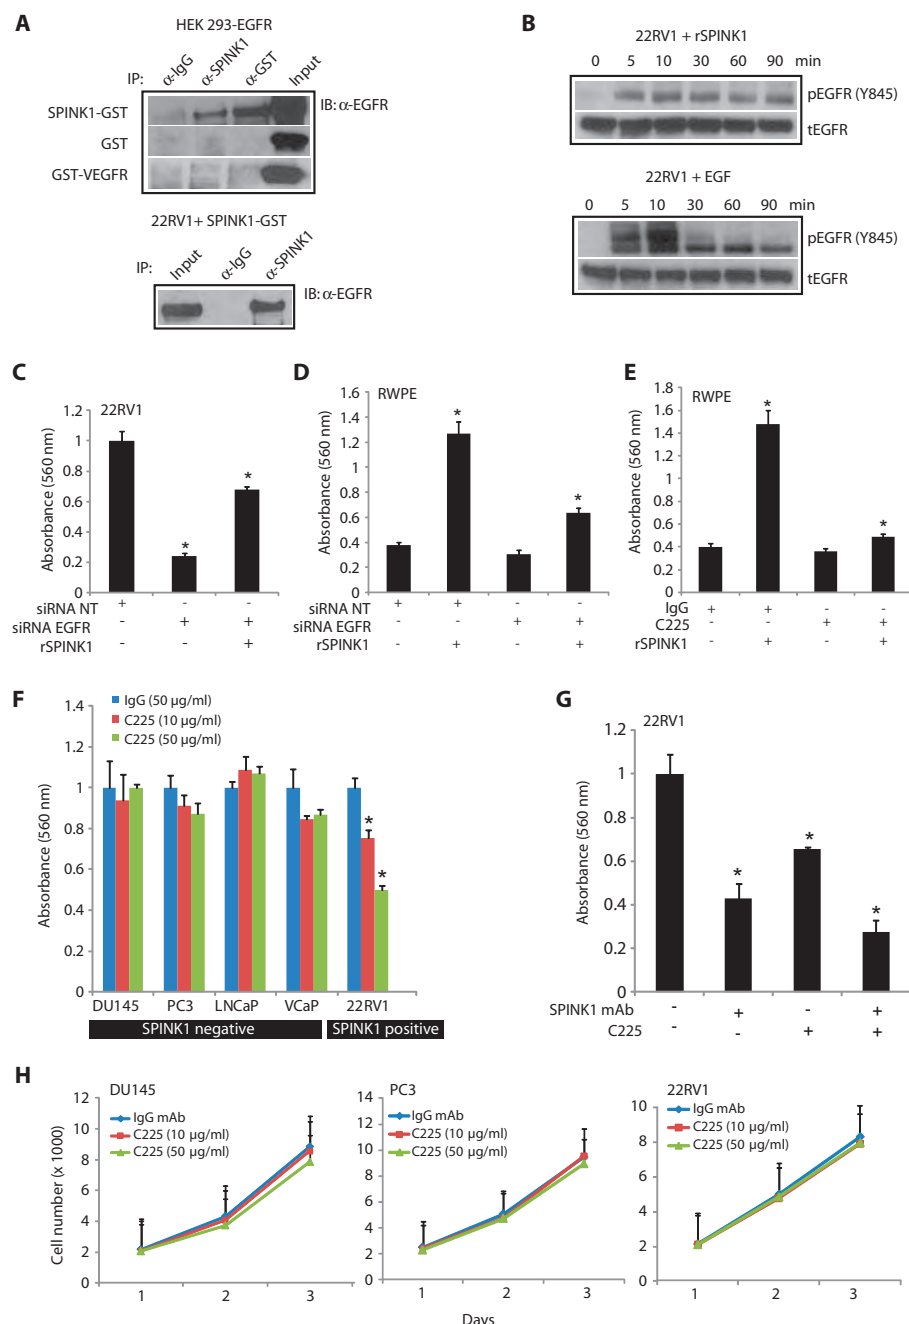 A
HEK 293-EGFR
IP: α-IgG α-SPINK1 α-GST Input
SPINK1-GST
IB: α-EGFR
GST
GST-VEGFR
22RV1+ SPINK1-GST
IP: Input α-IgG α-SPINK1
IB: α-EGFR
B
22RV1 + rSPINK1
0 5 10 30 60 90 min
pEGFR (Y845)
tEGFR
22RV1 + EGF
0 5 10 30 60 90 min
pEGFR (Y845)
tEGFR
C
22RV1
Absorbance (560 nm)
1.2
1
0.8
0.6
0.4
0.2
0
* *
siRNA NT + - -
siRNA EGFR - + +
rSPINK1 - - +
D
RWPE
Absorbance (560 nm)
1.6
1.4
1.2
1
0.8
0.6
0.4
0.2
0
* *
siRNA NT + + - -
siRNA EGFR - - + +
rSPINK1 - + - +
E
RWPE
Absorbance (560 nm)
1.8
1.6
1.4
1.2
1
0.8
0.6
0.4
0.2
0
* *
IgG + + - -
C225 - - + +
rSPINK1 - + - +
F
IgG (50 µg/ml)
C225 (10 µg/ml)
C225 (50 µg/ml)
Absorbance (560 nm)
1.4
1.2
1
0.8
0.6
0.4
0.2
0
* *
DU145 PC3 LNCaP VCaP 22RV1
SPINK1 negative SPINK1 positive
G
22RV1
Absorbance (560 nm)
1.2
1
0.8
0.6
0.4
0.2
0
* * *
SPINK1 mAb - + - +
C225 - - + +
H
DU145
IgG mAb
C225 (10 µg/ml)
C225 (50 µg/ml)
Cell number (x 1000)
12
10
8
6
4
2
0
1 2 3
PC3
IgG mAb
C225 (10 µg/ml)
C225 (50 µg/ml)
14
12
10
8
6
4
2
0
1 2 3
22RV1
IgG mAb
C225 (10 µg/ml)
C225 (50 µg/ml)
10
8
6
4
2
0
1 2 3
Days